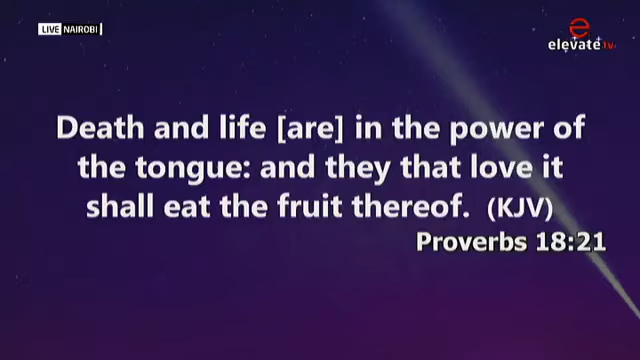 LIVE NAIROBI
elevate TV
Death and life [are] in the power of
the tongue: and they that love it
shall eat the fruit thereof. (KJV)
Proverbs 18:21